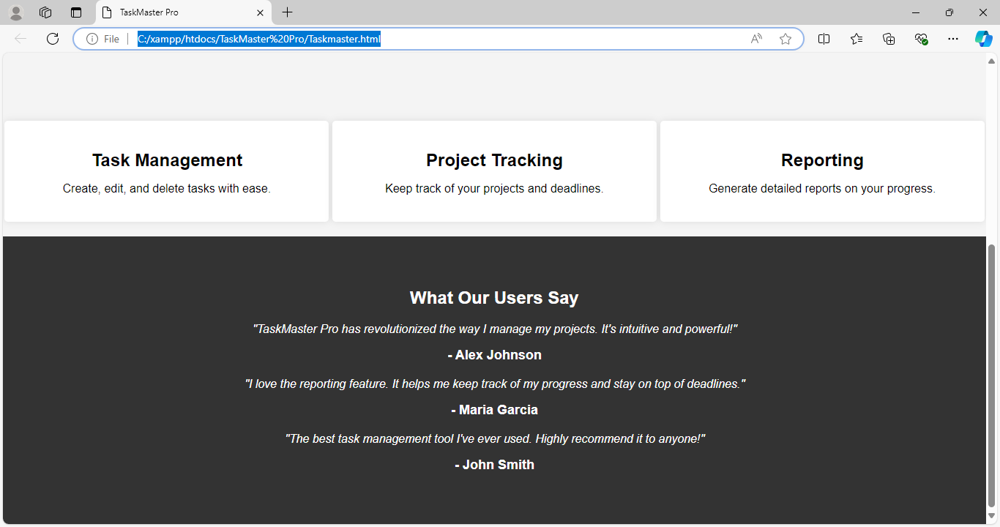 TaskMaster Pro
File
C:/xampp/htdocs/TaskMaster%20Pro/Taskmaster.html
Task Management
Create, edit, and delete tasks with ease.
Project Tracking
Keep track of your projects and deadlines.
Reporting
Generate detailed reports on your progress.
What Our Users Say
"TaskMaster Pro has revolutionized the way I manage my projects. It's intuitive and powerful!"
- Alex Johnson
"I love the reporting feature. It helps me keep track of my progress and stay on top of deadlines."
- Maria Garcia
"The best task management tool I've ever used. Highly recommend it to anyone!"
- John Smith